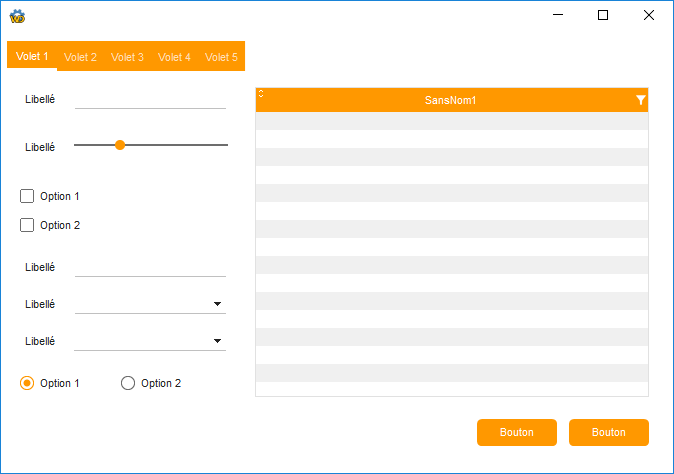 Volet 1 Volet 2 Volet 3 Volet 4 Volet 5
Libellé
Libellé
Option 1
Option 2
Libellé
Libellé
Libellé
Option 1 Option 2
SansNom1
Bouton Bouton